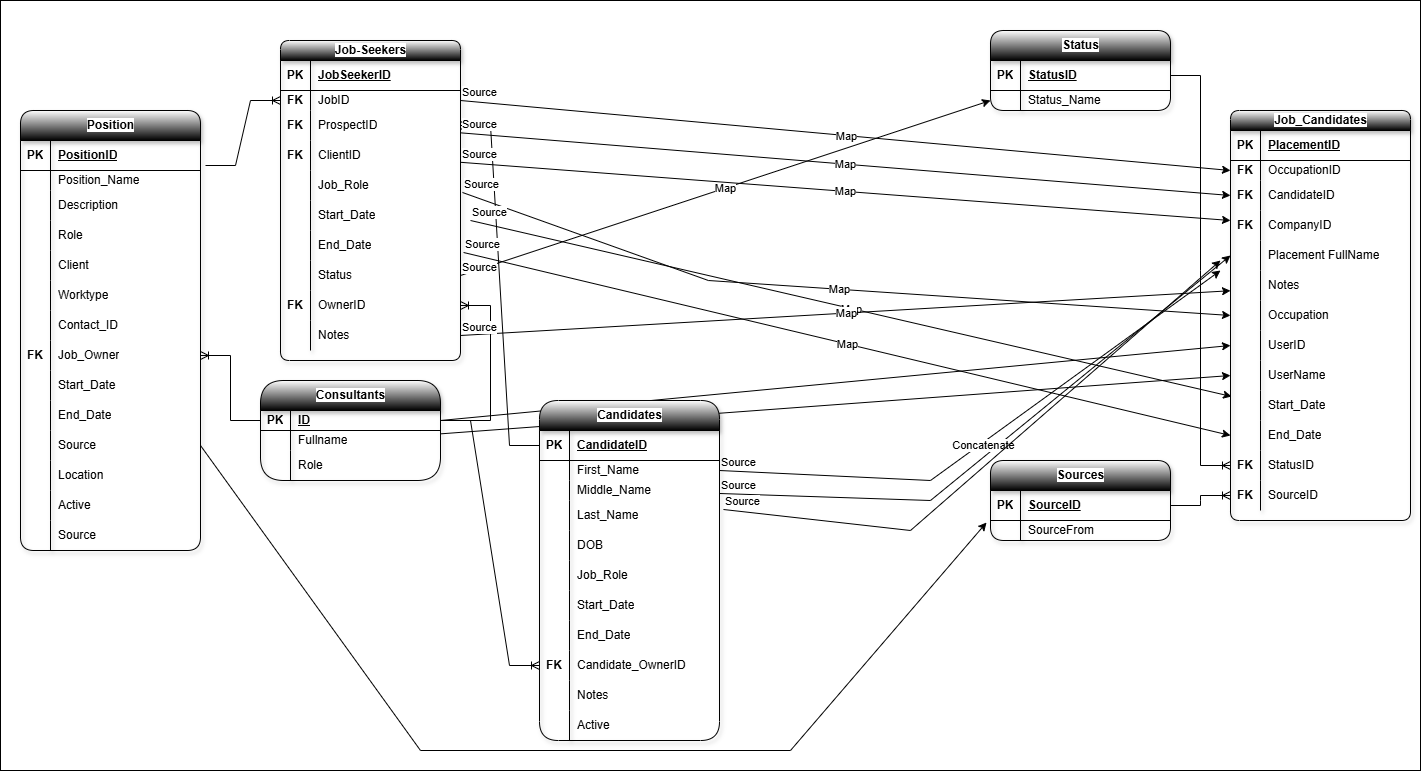 Position
PK PositionID
Position_Name
Description
Role
Client
Worktype
Contact_ID
FK Job_Owner
Start_Date
End_Date
Source
Location
Active
Source
Job-Seekers
PK JobSeekerID
FK JobID
FK ProspectID
FK ClientID
Job_Role
Start_Date
End_Date
Status
FK OwnerID
Notes
Consultants
PK ID
Fullname
Role
Source
Source
Source
Source
Source
Source
Source
Source
Candidates
PK CandidateID
First_Name
Middle_Name
Last_Name
DOB
Job_Role
Start_Date
End_Date
FK Candidate_OwnerID
Notes
Active
Source
Source
Source
Map
Map
Map
Map
Map
Map
Map
Map
Concatenate
Status
PK StatusID
Status_Name
Sources
PK SourceID
SourceFrom
Job_Candidates
PK PlacementID
FK OccupationID
FK CandidateID
FK CompanyID
Placement FullName
Notes
Occupation
UserID
UserName
Start_Date
End_Date
FK StatusID
FK SourceID